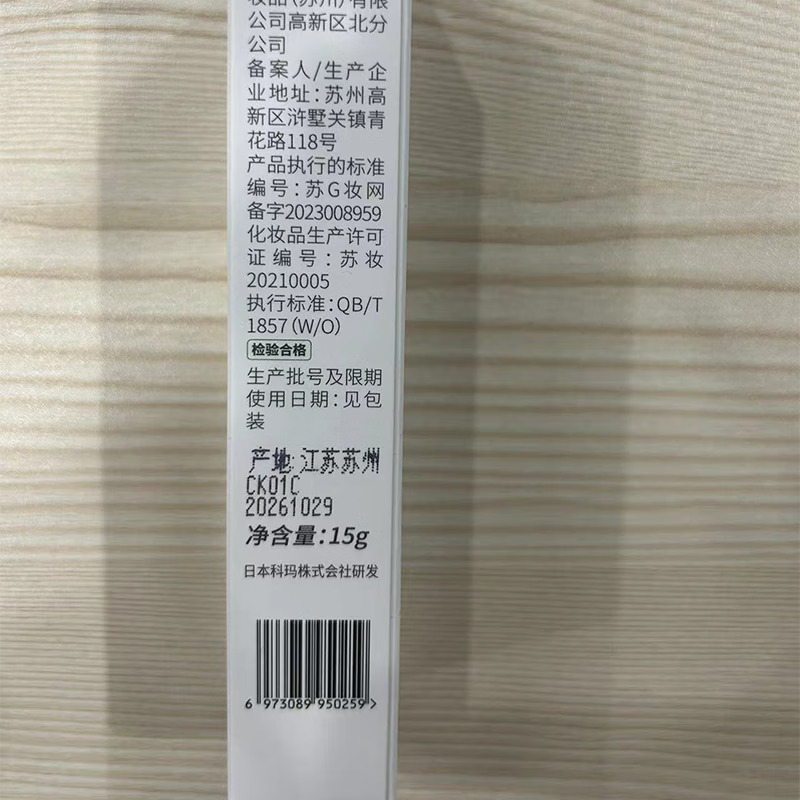 妆品(苏州)有限
公司高新区北分
公司
备案人/生产企
业地址:苏州高
新区浒墅关镇青
花路118号
产品执行的标准
编号:苏G妆网
备字2023008959
化妆品生产许可
证编号:苏妆
20210005
执行标准:QB/T
1857(W/O)
检验合格
生产批号及限期
使用日期:见包
装
产地:江苏苏州
CK01C
20261029
净含量:15g
日本科玛株式会社研发
6 973089 950259 >